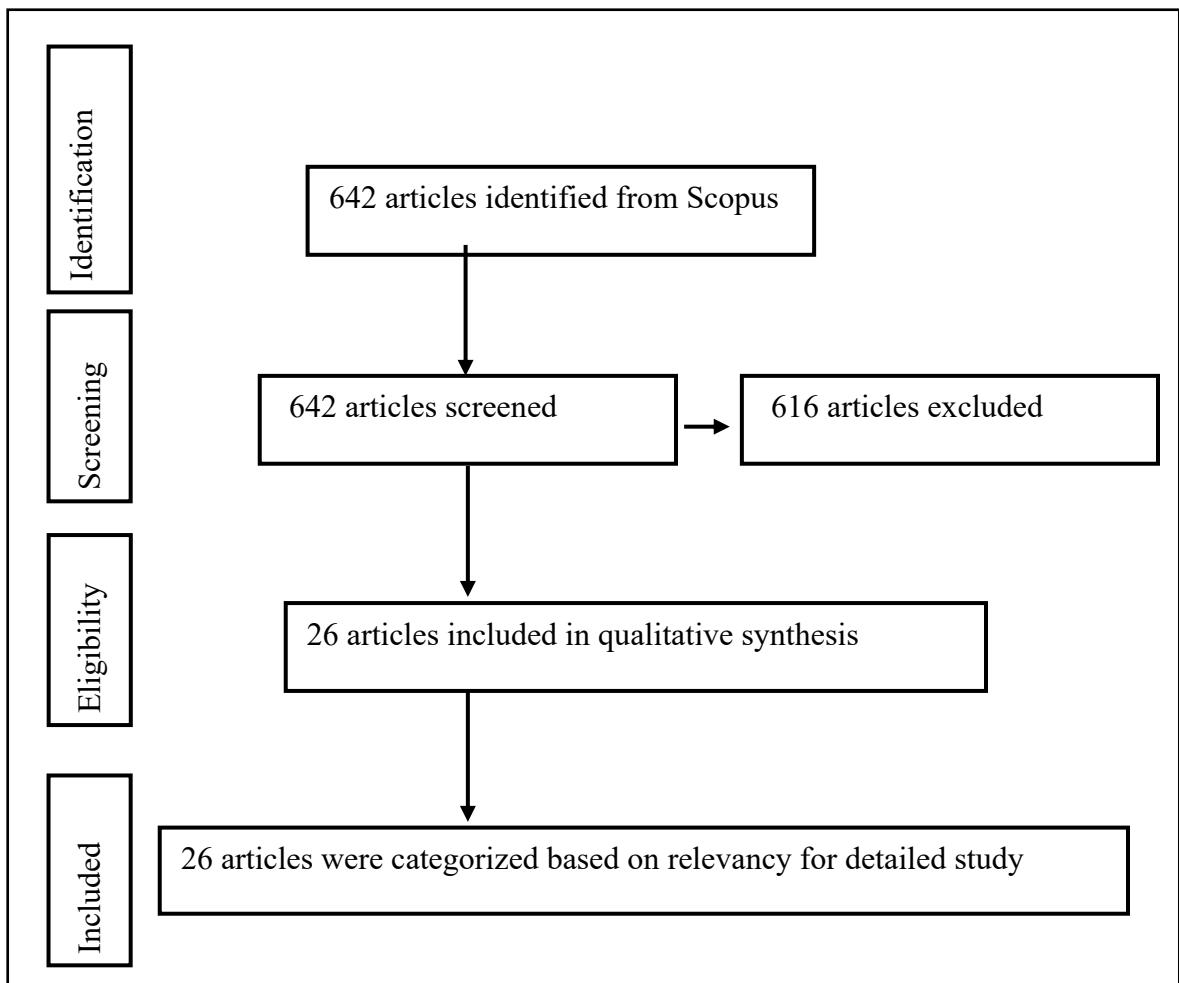 Identification
642 articles identified from Scopus
Screening
642 articles screened
616 articles excluded
Eligibility
26 articles included in qualitative synthesis
Included
26 articles were categorized based on relevancy for detailed study